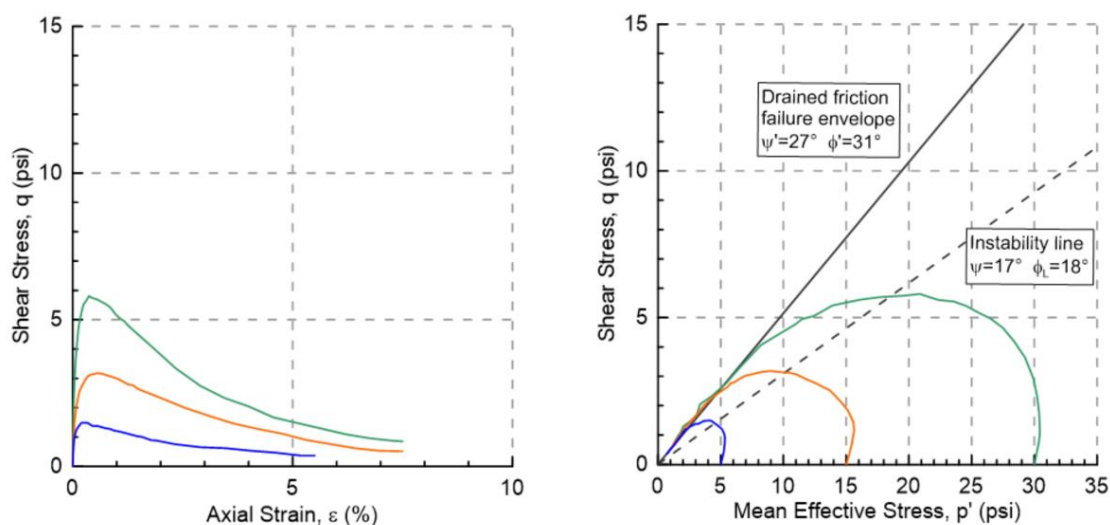 15
10
5
0
Shear Stress, q (psi)
0
5
10
Axial Strain, ε (%)
15
10
5
0
Shear Stress, q (psi)
Drained friction
failure envelope
ψ'=27° ϕ'=31°
Instability line
ψ=17° ϕL=18°
0 5 10 15 20 25 30 35
Mean Effective Stress, p' (psi)